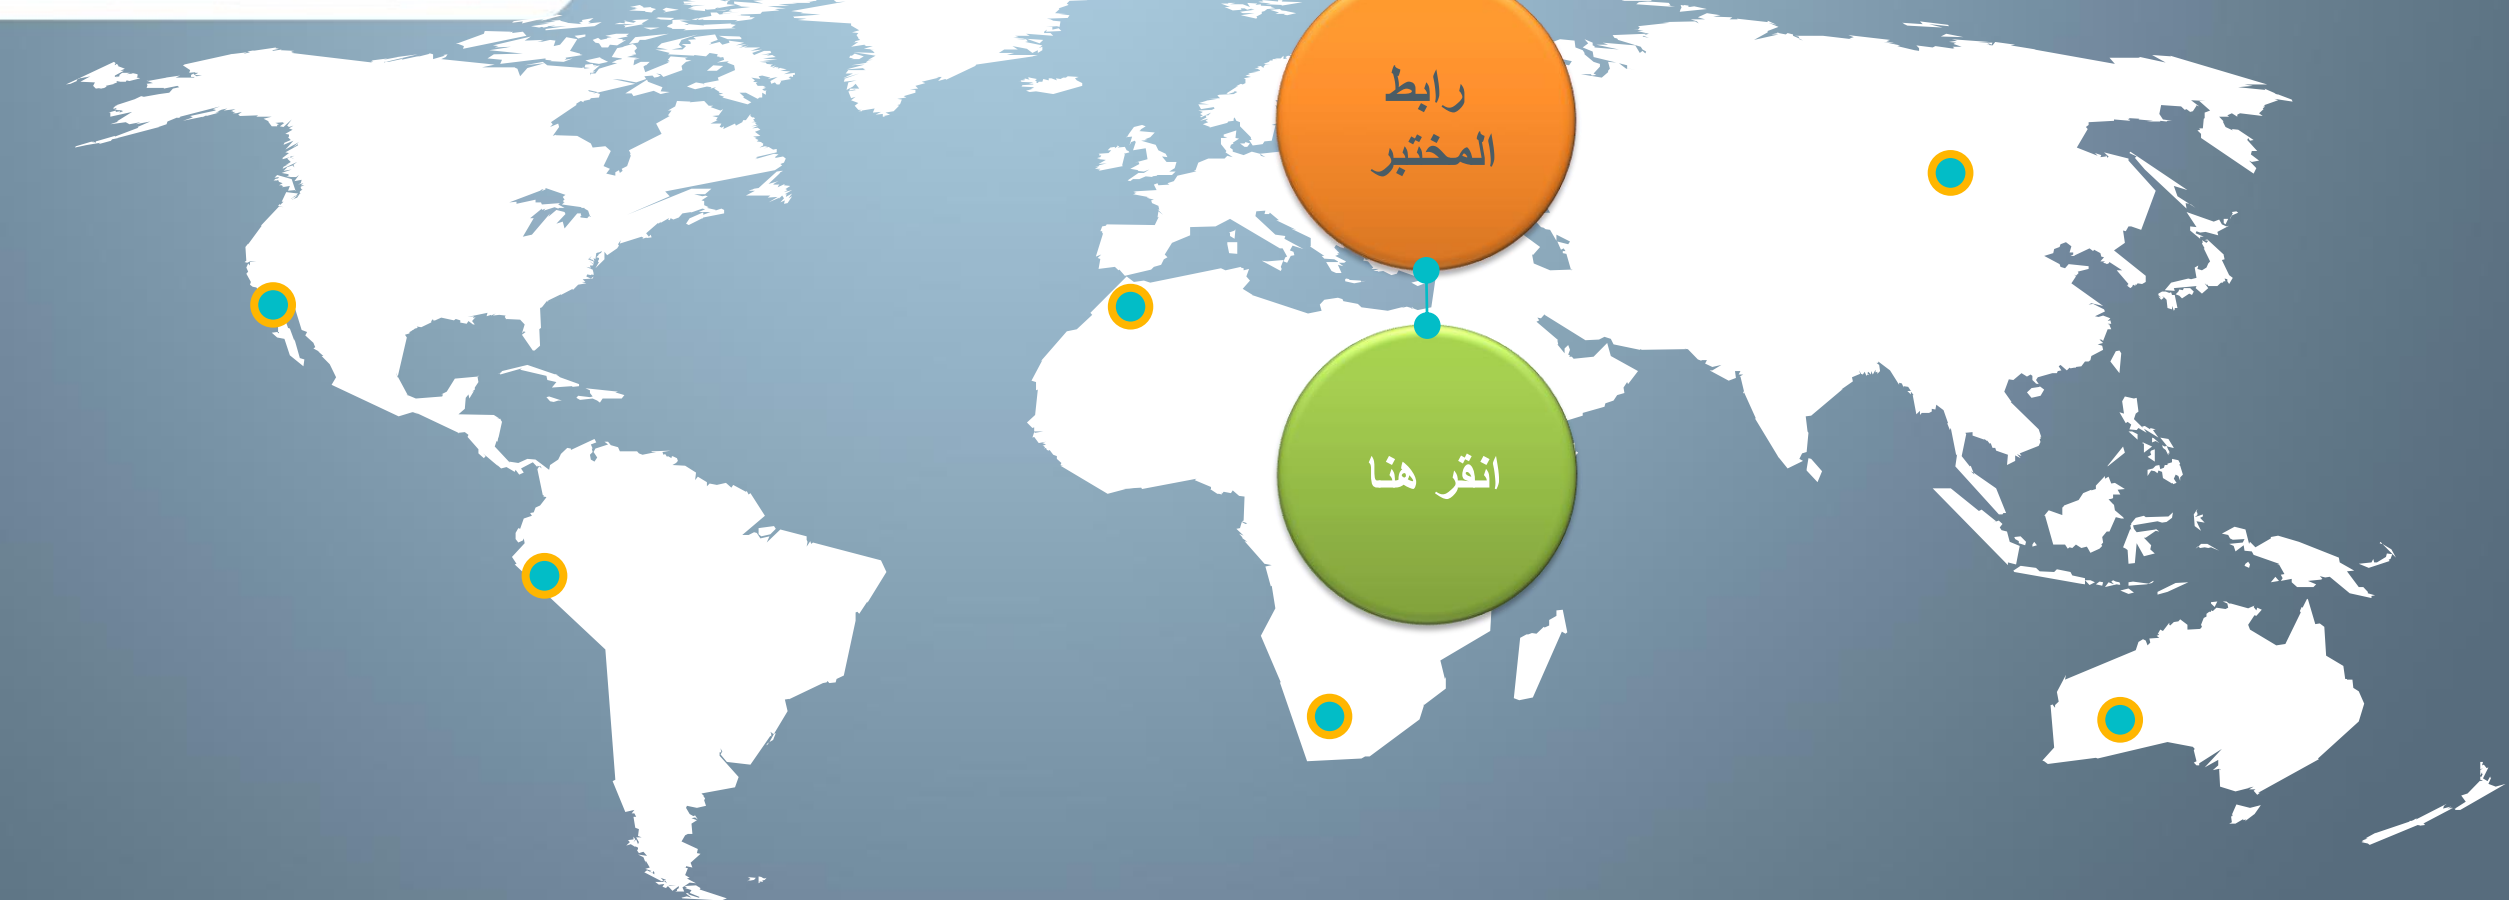 رابط
المختبر
انقر هنا